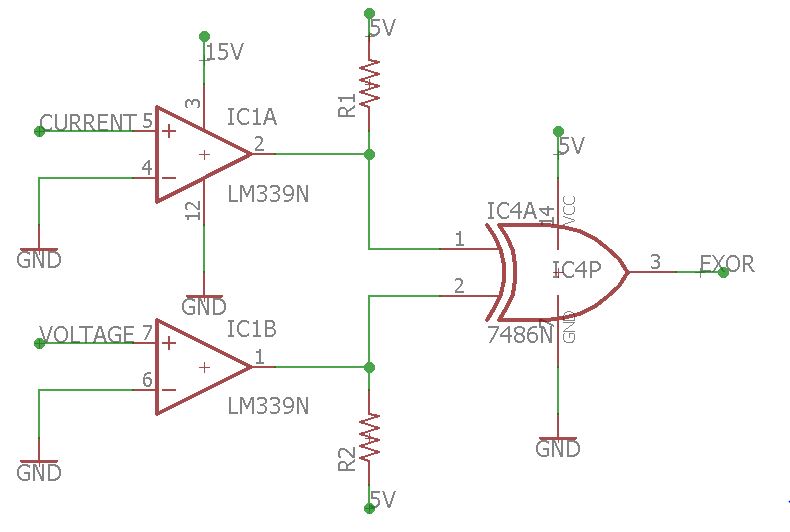 5V
15V
R1
3
IC1A
CURRENT
5
2
4
LM339N
12
GND
GND
5V
IC4A
14
VCC
1
IC4P
3
EXOR
2
7486N
7
GND
VOLTAGE
7
IC1B
1
6
LM339N
GND
R2
GND
5V